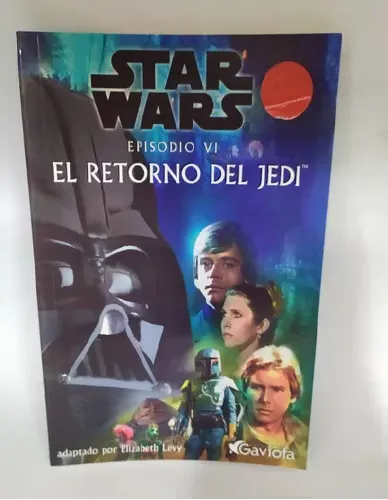 STAR
WARS
EPISODIO VI
EL RETORNO DEL JEDI™
adaptado por Elizabeth Levy
Gaviota